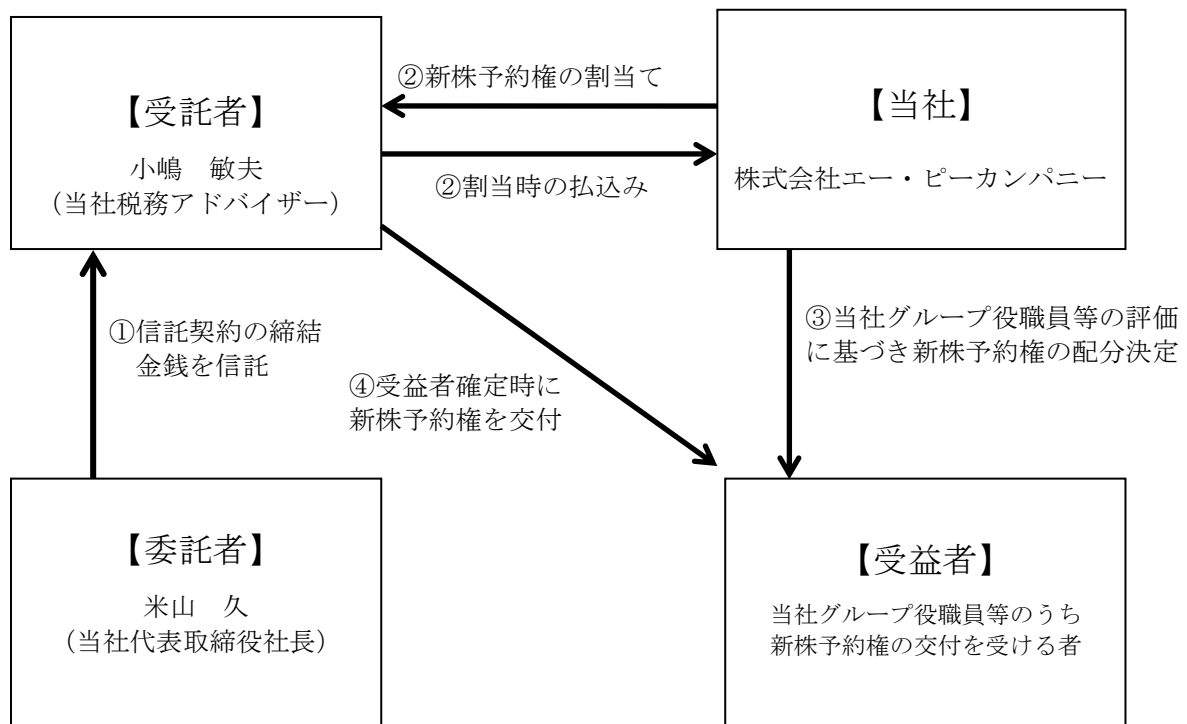 【受託者】
小嶋　敏夫
（当社税務アドバイザー）
②新株予約権の割当て
②割当時の払込み
【当社】
株式会社エー・ピーカンパニー
①信託契約の締結
金銭を信託
④受益者確定時に
新株予約権を交付
③当社グループ役職員等の評価
に基づき新株予約権の配分決定
【委託者】
米山　久
（当社代表取締役社長）
【受益者】
当社グループ役職員等のうち
新株予約権の交付を受ける者